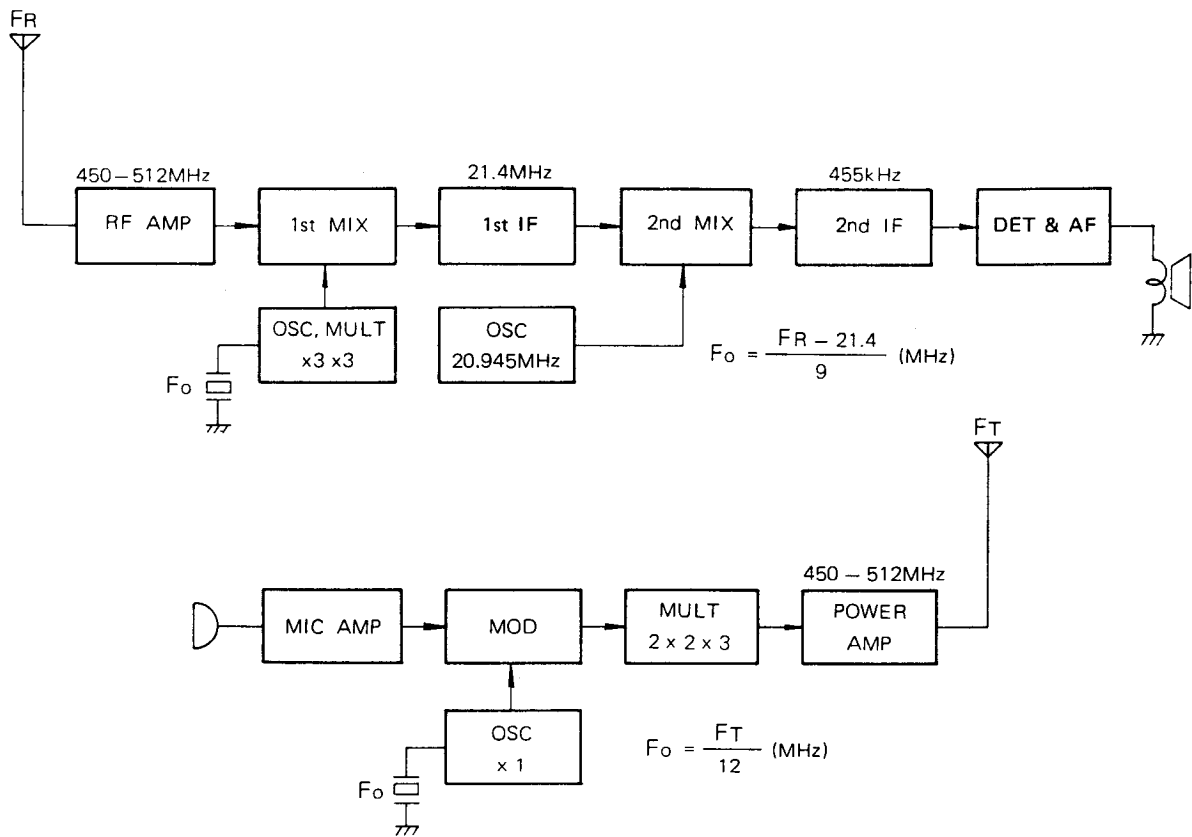 FR
450–512MHz
RF AMP
1st MIX
21.4MHz
1st IF
2nd MIX
455kHz
2nd IF
DET & AF
OSC, MULT
x3 x3
Fo
OSC
20.945MHz
Fo = FR – 21.4 / 9 (MHz)
FT
MIC AMP
MOD
MULT
2 x 2 x 3
450 – 512MHz
POWER
AMP
OSC
x 1
Fo
Fo = FT / 12 (MHz)